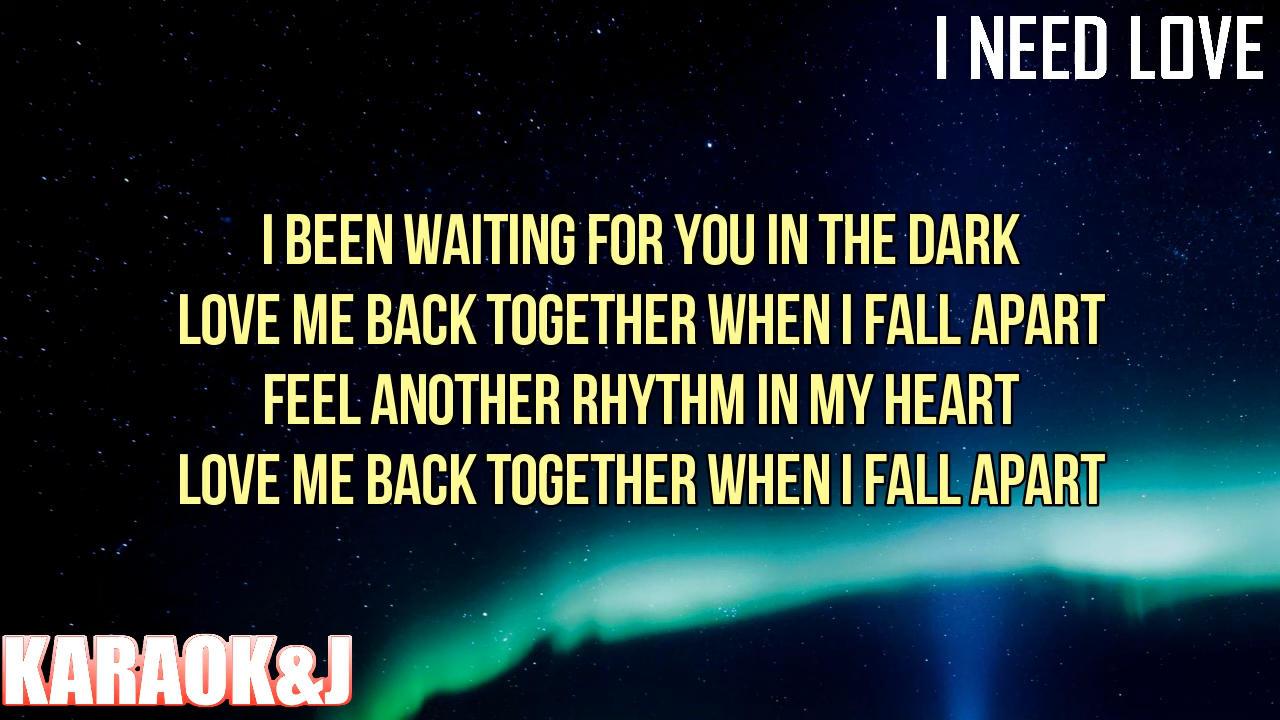 I NEED LOVE
I BEEN WAITING FOR YOU IN THE DARK
LOVE ME BACK TOGETHER WHEN I FALL APART
FEEL ANOTHER RHYTHM IN MY HEART
LOVE ME BACK TOGETHER WHEN I FALL APART
KARAOK&J